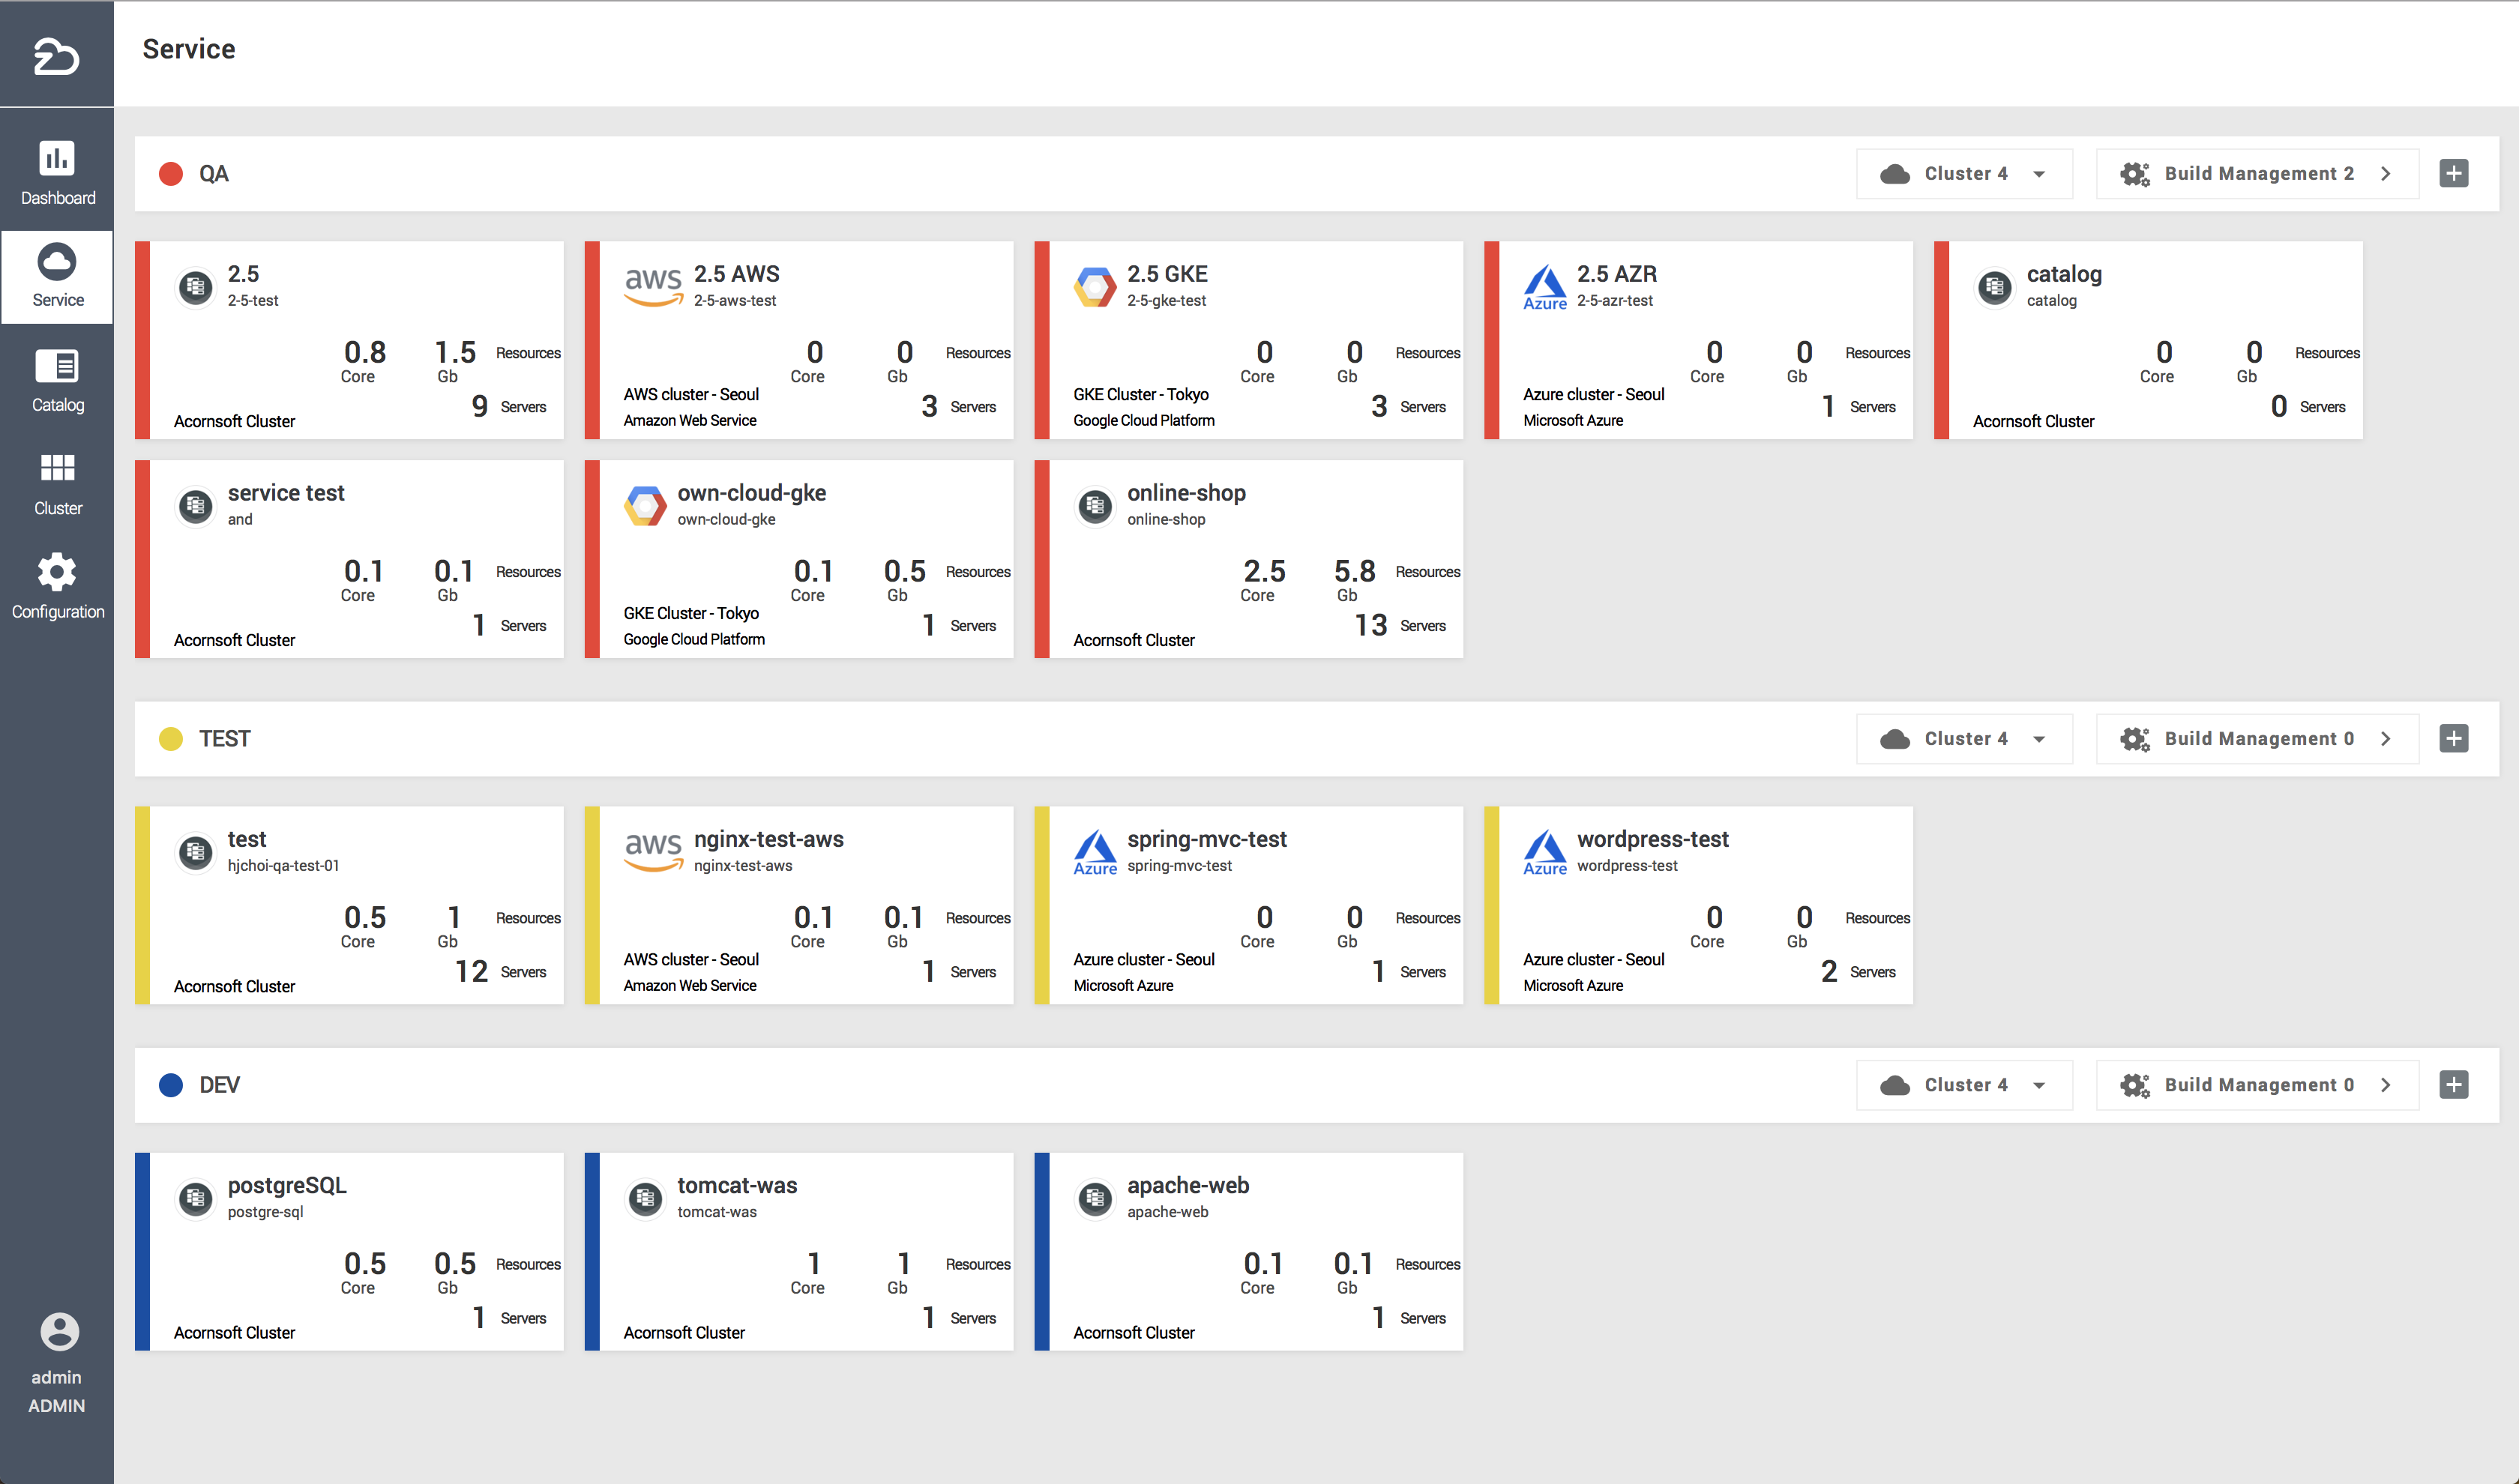 Service
Dashboard
Service
Catalog
Cluster
Configuration
admin
ADMIN
QA
Cluster 4
Build Management 2
2.5
2-5-test
0.8 1.5 Resources
Core Gb
9 Servers
Acornsoft Cluster
aws
2.5 AWS
2-5-aws-test
0 0 Resources
Core Gb
AWS cluster - Seoul
3 Servers
Amazon Web Service
2.5 GKE
2-5-gke-test
0 0 Resources
Core Gb
GKE Cluster - Tokyo
3 Servers
Google Cloud Platform
Azure
2.5 AZR
2-5-azr-test
0 0 Resources
Core Gb
Azure cluster - Seoul
1 Servers
Microsoft Azure
catalog
catalog
0 0 Resources
Core Gb
0 Servers
Acornsoft Cluster
service test
and
0.1 0.1 Resources
Core Gb
1 Servers
Acornsoft Cluster
own-cloud-gke
own-cloud-gke
0.1 0.5 Resources
Core Gb
GKE Cluster - Tokyo
1 Servers
Google Cloud Platform
online-shop
online-shop
2.5 5.8 Resources
Core Gb
13 Servers
Acornsoft Cluster
TEST
Cluster 4
Build Management 0
test
hjchoi-qa-test-01
0.5 1 Resources
Core Gb
12 Servers
Acornsoft Cluster
aws
nginx-test-aws
nginx-test-aws
0.1 0.1 Resources
Core Gb
AWS cluster - Seoul
1 Servers
Amazon Web Service
Azure
spring-mvc-test
spring-mvc-test
0 0 Resources
Core Gb
Azure cluster - Seoul
1 Servers
Microsoft Azure
Azure
wordpress-test
wordpress-test
0 0 Resources
Core Gb
Azure cluster - Seoul
2 Servers
Microsoft Azure
DEV
Cluster 4
Build Management 0
postgreSQL
postgre-sql
0.5 0.5 Resources
Core Gb
1 Servers
Acornsoft Cluster
tomcat-was
tomcat-was
1 1 Resources
Core Gb
1 Servers
Acornsoft Cluster
apache-web
apache-web
0.1 0.1 Resources
Core Gb
1 Servers
Acornsoft Cluster